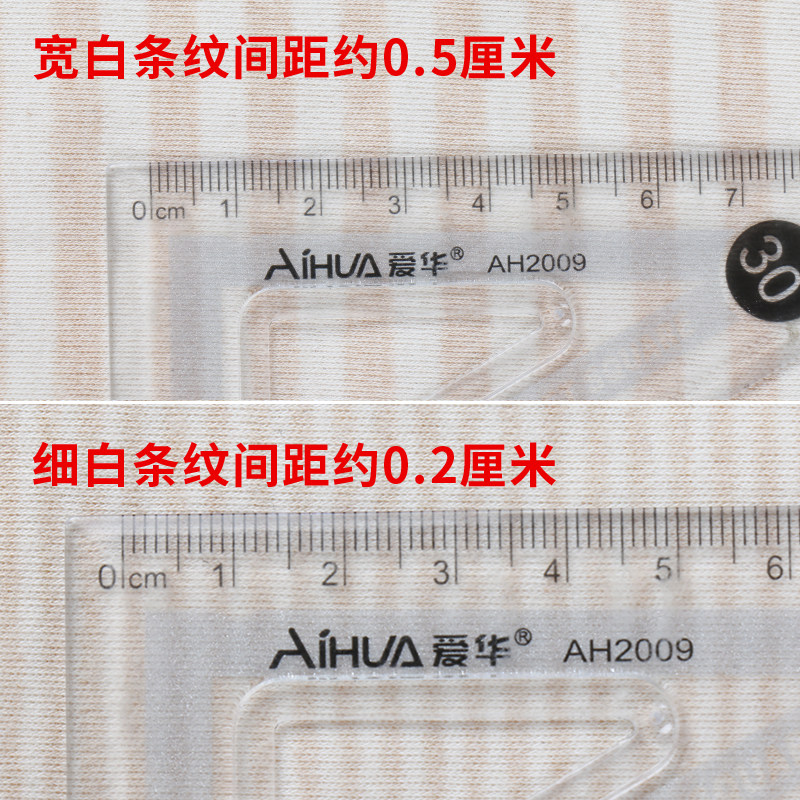 宽白条纹间距约0.5厘米
0 cm 1 2 3 4 5 6 7
AiHUA 爱华® AH2009
30
细白条纹间距约0.2厘米
0 cm 1 2 3 4 5 6
AiHUA 爱华® AH2009